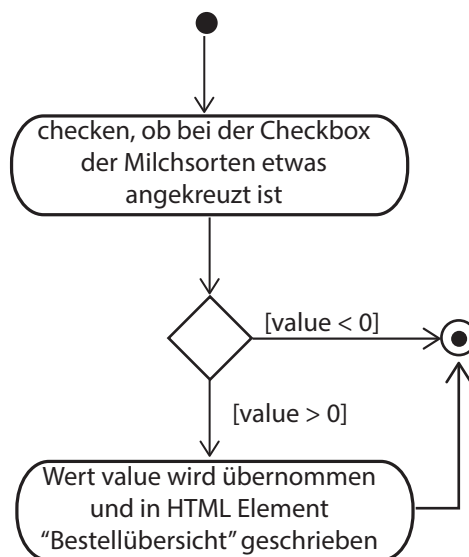 checken, ob bei der Checkbox
der Milchsorten etwas
angekreuzt ist
[value < 0]
[value > 0]
Wert value wird übernommen
und in HTML Element
“Bestellübersicht” geschrieben